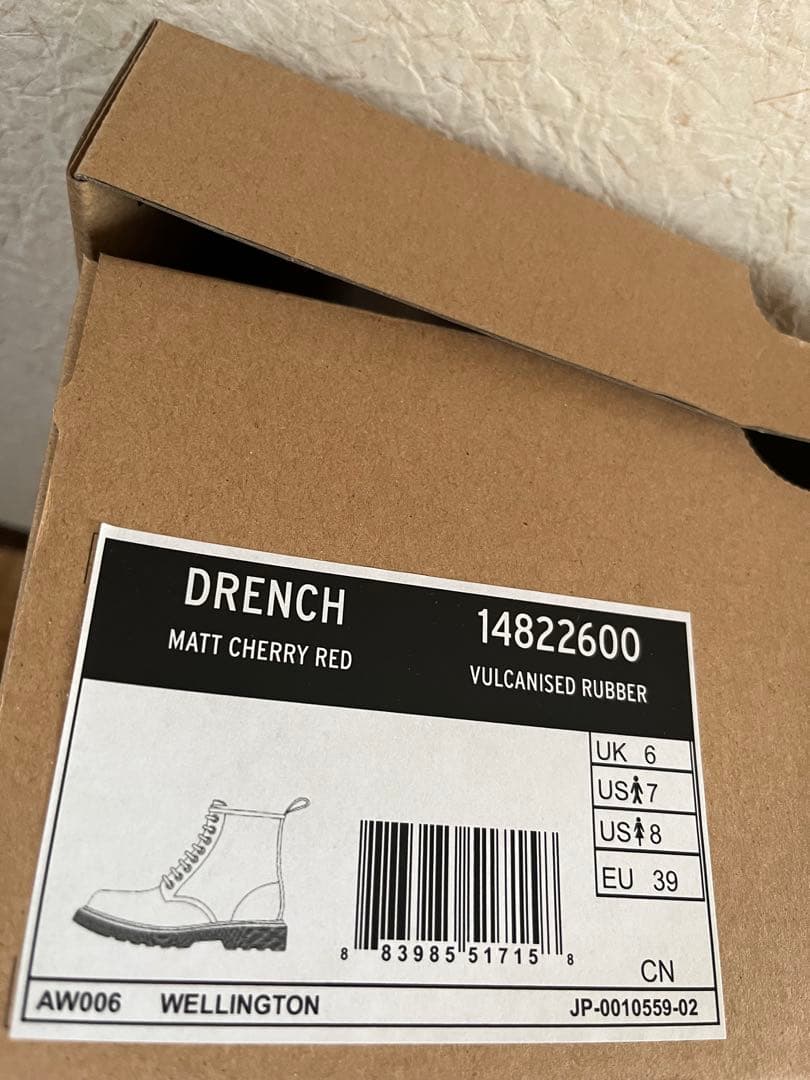 DRENCH
MATT CHERRY RED
14822600
VULCANISED RUBBER
UK 6
US 7
US 8
EU 39
8 83985 51715 8
CN
AW006 WELLINGTON
JP-0010559-02